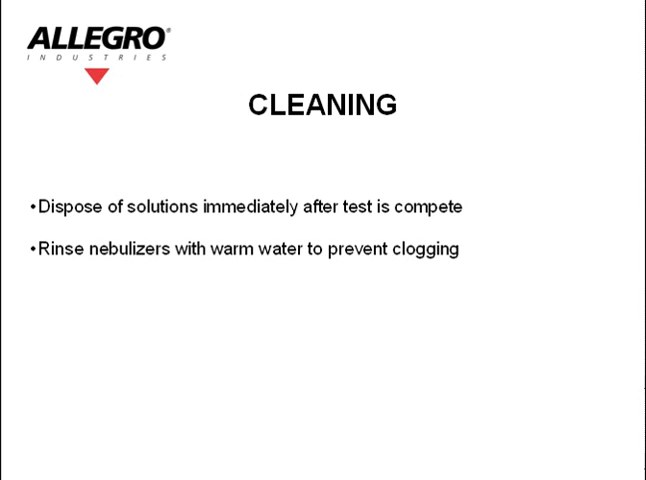 ALLEGRO®
INDUSTRIES
CLEANING
•Dispose of solutions immediately after test is compete
•Rinse nebulizers with warm water to prevent clogging